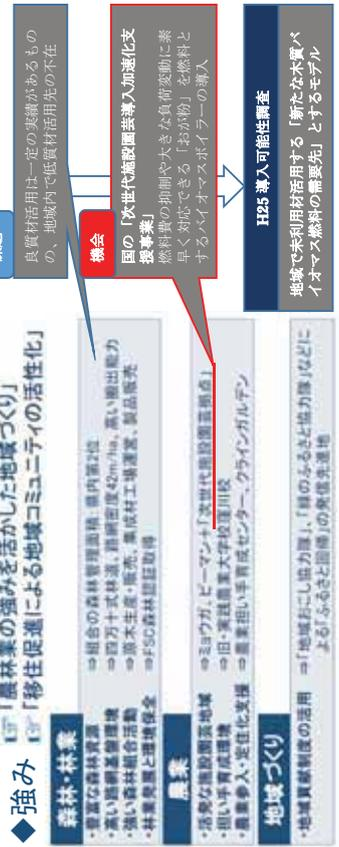 「農林業の強みを活かした地域づくり」
◆強み ☞「移住促進による地域コミュニティの活性化」
森林・林業
・豊富な森林資源 ⇒組合の森林管理面積 県内第2位
・高い路網基盤環境 ⇒四万十式林道、路網密度42m/ha、高い搬出能力
・強い森林組合活動 ⇒原木生産・販売、集成材工場運営、製品販売
・林業発展と環境保全 ⇒FSC森林認証取得
農業
・活発な施設園芸地域 ⇒ミョウガ、ピーマン+「次世代施設園芸拠点」
・担い手育成環境 ⇒旧・実践農業大学校窪川校
・農業参入・定住化支援 ⇒農業担い手育成センター、クラインガルデン
地域づくり
・地域貢献制度の活用 ⇒「地域おこし協力隊」、「緑のふるさと協力隊」などに
よる「ふるさと回帰」の発信先進地
良質材活用は一定の実績があるもの
の、地域内で低質材活用先の不在
機会
国の「次世代施設園芸導入加速化支
援事業」
燃料費の抑制や大きな負荷変動に素
早く対応できる「おが粉」を燃料と
するバイオマスボイラーの導入
H25 導入可能性調査
地域で未利用材活用する「新たな木質バ
イオマス燃料の需要先」とするモデル